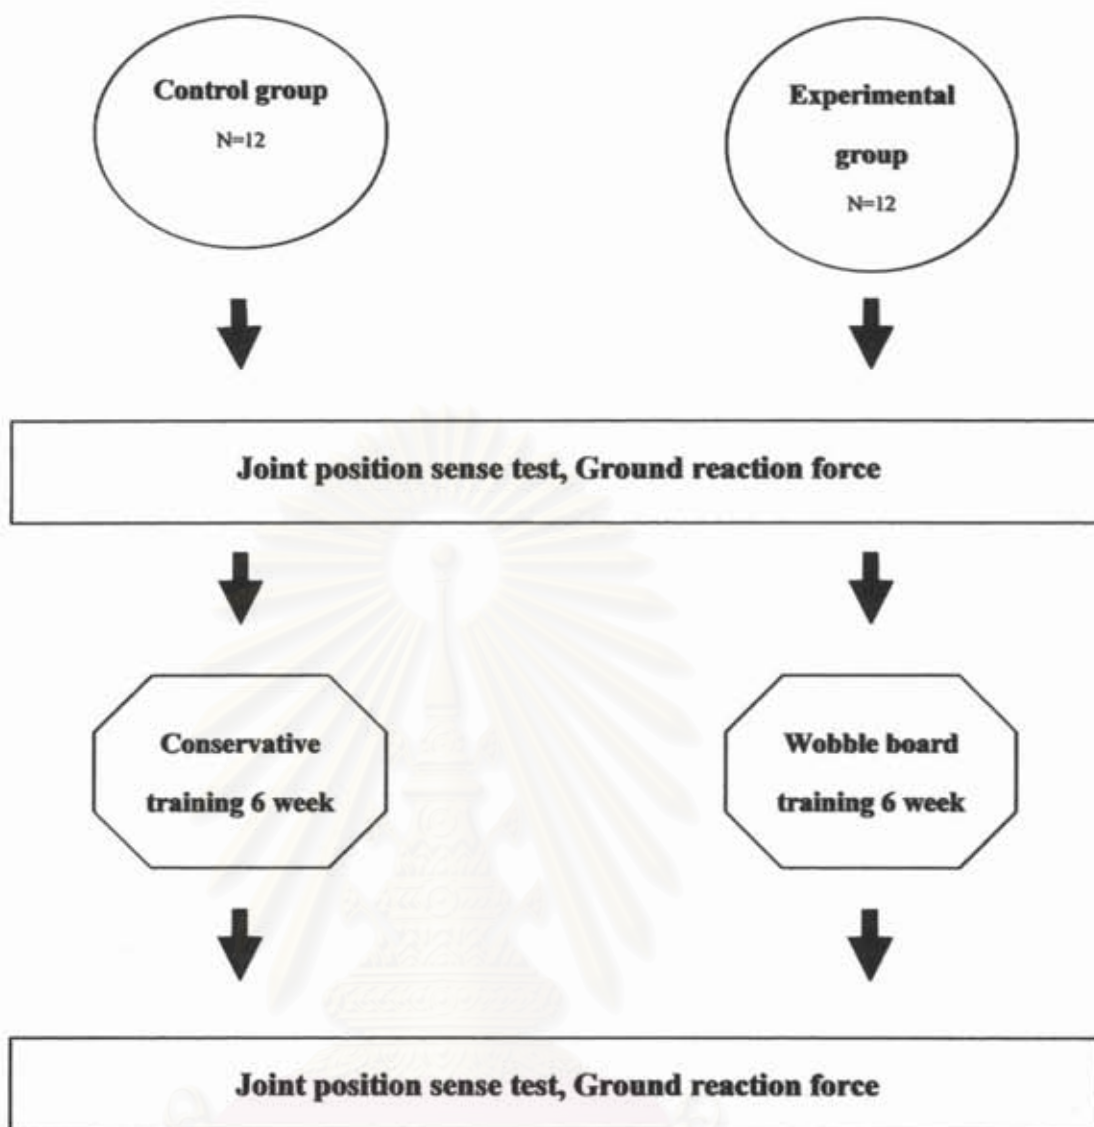 Control group
N=12
Experimental
group
N=12
Joint position sense test, Ground reaction force
Conservative
training 6 week
Wobble board
training 6 week
Joint position sense test, Ground reaction force